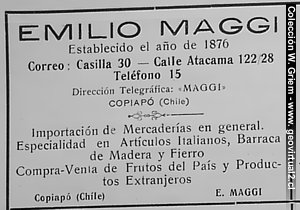 EMILIO MAGGI
Establecido el año de 1876
Correo: Casilla 30 — Calle Atacama 122/28
Teléfono 15
Dirección Telegráfica: «MAGGI»
COPIAPÓ (Chile)
Importación de Mercaderías en general.
Especialidad en Artículos Italianos, Barraca
de Madera y Fierro
Compra-Venta de Frutos del País y Produc-
tos Extranjeros
Copiapó (Chile)
E. MAGGI
Colección W. Griem - www.geovirtual2.cl